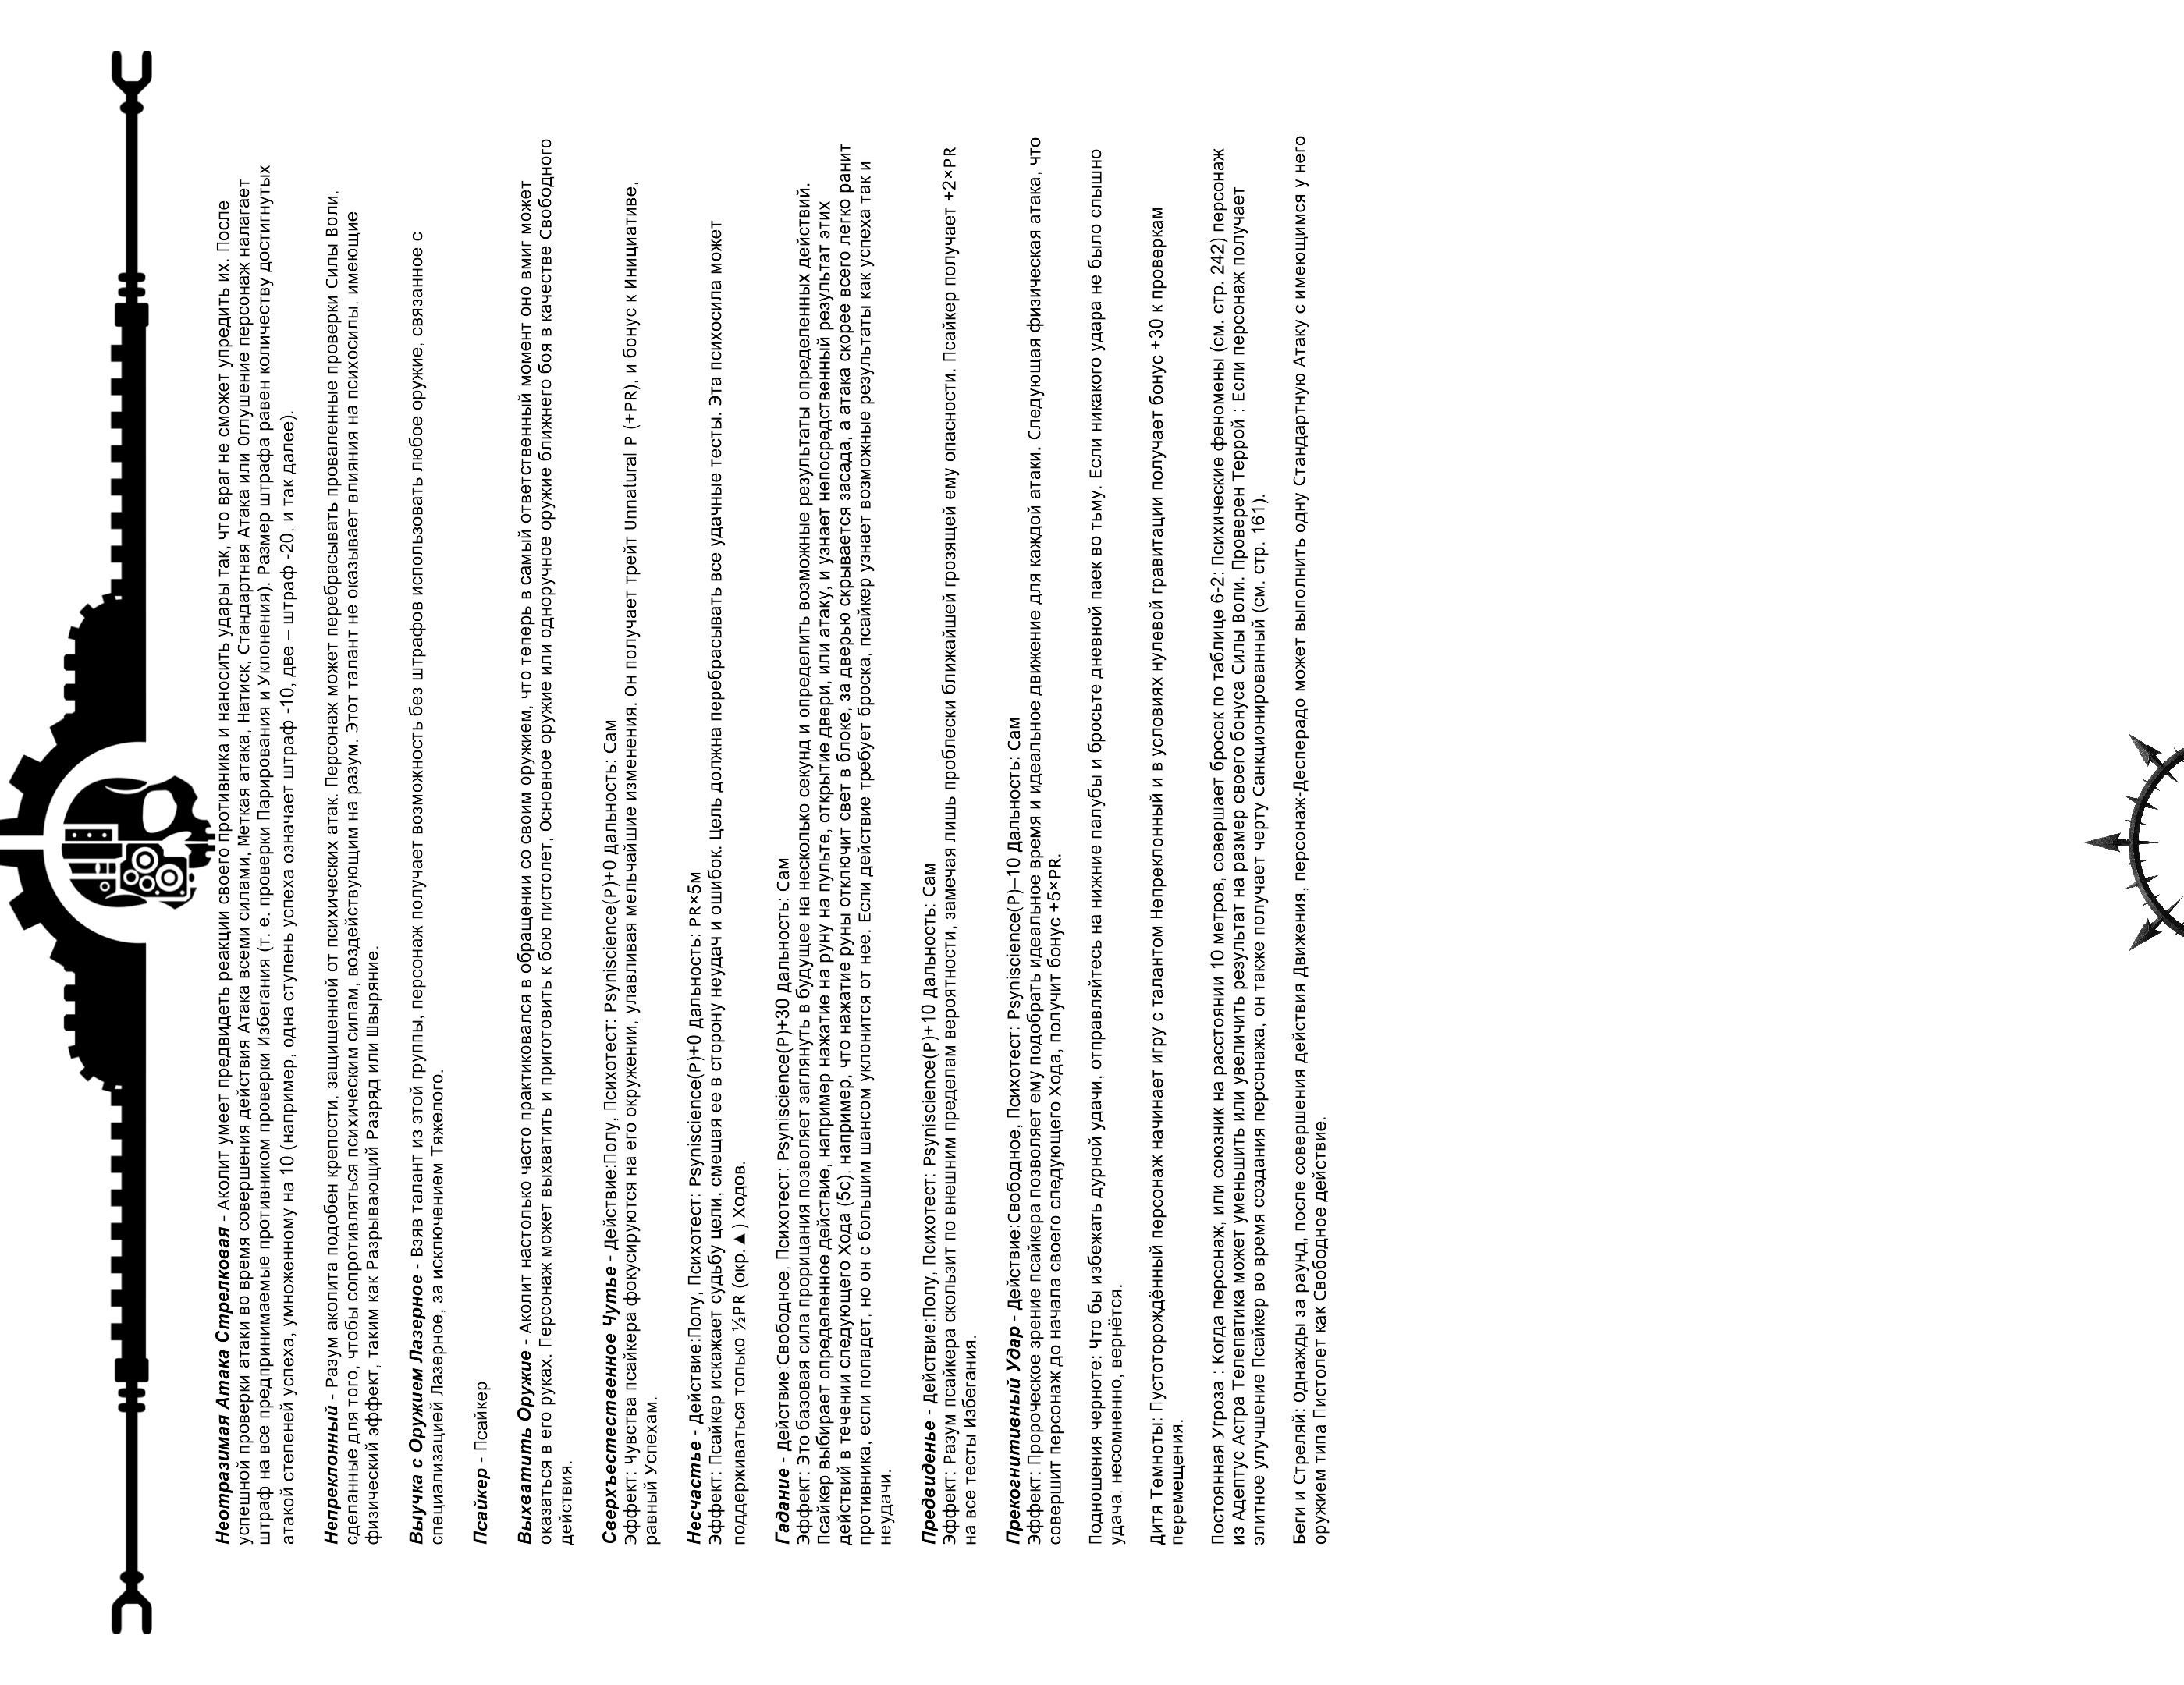 Неотразимая Атака Стрелковая - Аколит умеет предвидеть реакции своего противника и наносить удары так, что враг не сможет упредить их. После
успешной проверки атаки во время совершения действия Атака всеми силами, Меткая атака, Натиск, Стандартная Атака или Оглушение персонаж налагает
штраф на все предпринимаемые противником проверки Избегания (т. е. проверки Парирования и Уклонения). Размер штрафа равен количеству достигнутых
атакой степеней успеха, умноженному на 10 (например, одна ступень успеха означает штраф -10, две — штраф -20, и так далее).
Непреклонный - Разум аколита подобен крепости, защищенной от психических атак. Персонаж может перебрасывать проваленные проверки Силы Воли,
сделанные для того, чтобы сопротивляться психическим силам, воздействующим на разум. Этот талант не оказывает влияния на психосилы, имеющие
физический эффект, таким как Разрывающий Разряд или Швыряние.
Выучка с Оружием Лазерное - Взяв талант из этой группы, персонаж получает возможность без штрафов использовать любое оружие, связанное с
специализацией Лазерное, за исключением Тяжелого.
Псайкер - Псайкер
Выхватить Оружие - Аколит настолько часто практиковался в обращении со своим оружием, что теперь в самый ответственный момент оно вмиг может
оказаться в его руках. Персонаж может выхватить и приготовить к бою пистолет, Основное оружие или одноручное оружие ближнего боя в качестве Свободного
действия.
Сверхъестественное Чутье - Действие:Полу, Психотест: Psyniscience(P)+0 Дальность: Сам
Эффект: Чувства псайкера фокусируются на его окружении, улавливая мельчайшие изменения. Он получает трейт Unnatural P (+PR), и бонус к Инициативе,
равный Успехам.
Несчастье - Действие:Полу, Психотест: Psyniscience(P)+0 Дальность: PR×5м
Эффект: Псайкер искажает судьбу цели, смещая ее в сторону неудач и ошибок. Цель должна перебрасывать все удачные тесты. Эта психосила может
поддерживаться только ½PR (окр.▲) Ходов.
Гадание - Действие:Свободное, Психотест: Psyniscience(P)+30 Дальность: Сам
Эффект: Это базовая сила прорицания позволяет заглянуть в будущее на несколько секунд и определить возможные результаты определенных действий.
Псайкер выбирает определенное действие, например нажатие на руну на пульте, открытие двери, или атаку, и узнает непосредственный результат этих
действий в течении следующего Хода (5с), например, что нажатие руны отключит свет в блоке, за дверью скрывается засада, а атака скорее всего легко ранит
противника, если попадет, но он с большим шансом уклонится от нее. Если действие требует броска, псайкер узнает возможные результаты как успеха так и
неудачи.
Предвиденье - Действие:Полу, Психотест: Psyniscience(P)+10 Дальность: Сам
Эффект: Разум псайкера скользит по внешним пределам вероятности, замечая лишь проблески ближайшей грозящей ему опасности. Псайкер получает +2×PR
на все тесты Избегания.
Прекогнитивный Удар - Действие:Свободное, Психотест: Psyniscience(P)–10 Дальность: Сам
Эффект: Пророческое зрение псайкера позволяет ему подобрать идеальное время и идеальное движение для каждой атаки. Следующая физическая атака, что
совершит персонаж до начала своего следующего Хода, получит бонус +5×PR.
Подношения черноте: Что бы избежать дурной удачи, отправляйтесь на нижние палубы и бросьте дневной паек во тьму. Если никакого удара не было слышно
удача, несомненно, вернётся.
Дитя Темноты: Пустоторождённый персонаж начинает игру с талантом Непреклонный и в условиях нулевой гравитации получает бонус +30 к проверкам
перемещения.
Постоянная Угроза : Когда персонаж, или союзник на расстоянии 10 метров, совершает бросок по таблице 6-2: Психические феномены (см. стр. 242) персонаж
из Адептус Астра Телепатика может уменьшить или увеличить результат на размер своего бонуса Силы Воли. Проверен Террой : Если персонаж получает
элитное улучшение Псайкер во время создания персонажа, он также получает черту Санкционированный (см. стр. 161).
Беги и Стреляй: Однажды за раунд, после совершения действия Движения, персонаж-Десперадо может выполнить одну Стандартную Атаку с имеющимся у него
оружием типа Пистолет как Свободное действие.